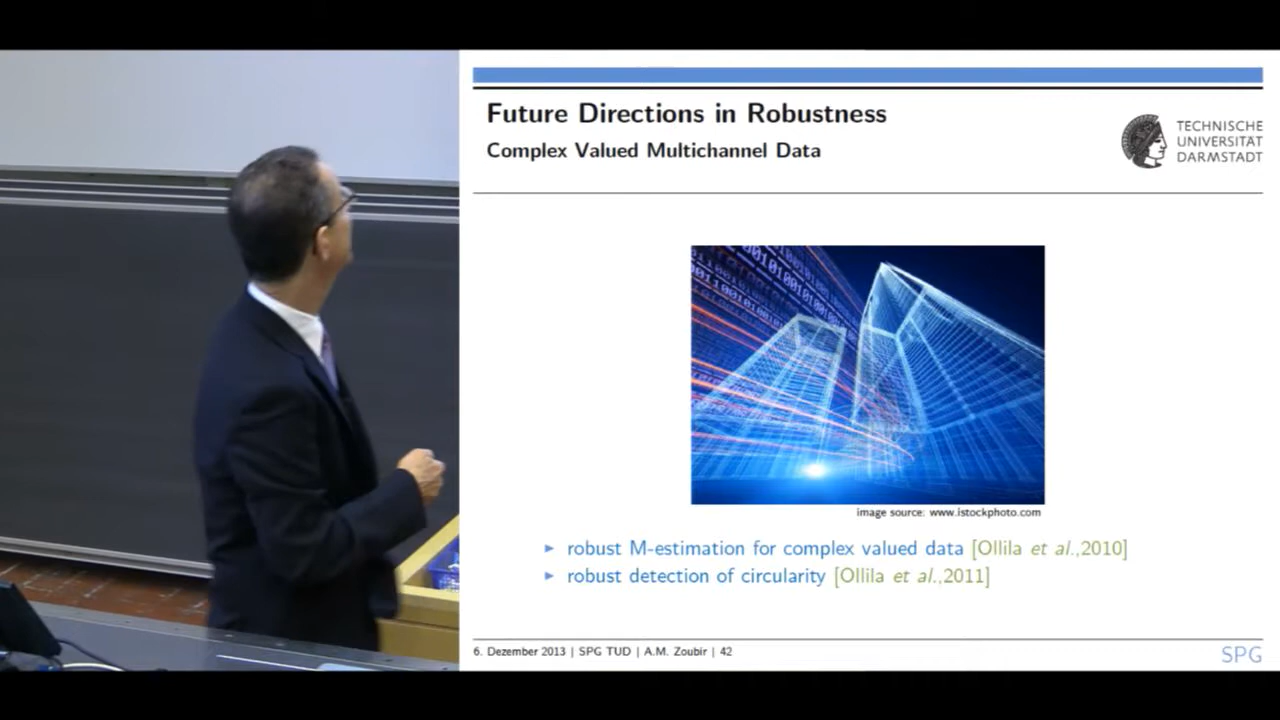 Future Directions in Robustness
Complex Valued Multichannel Data
TECHNISCHE
UNIVERSITÄT
DARMSTADT
image source: www.istockphoto.com
► robust M-estimation for complex valued data [Ollila et al.,2010]
► robust detection of circularity [Ollila et al.,2011]
6. Dezember 2013 | SPG TUD | A.M. Zoubir | 42
SPG